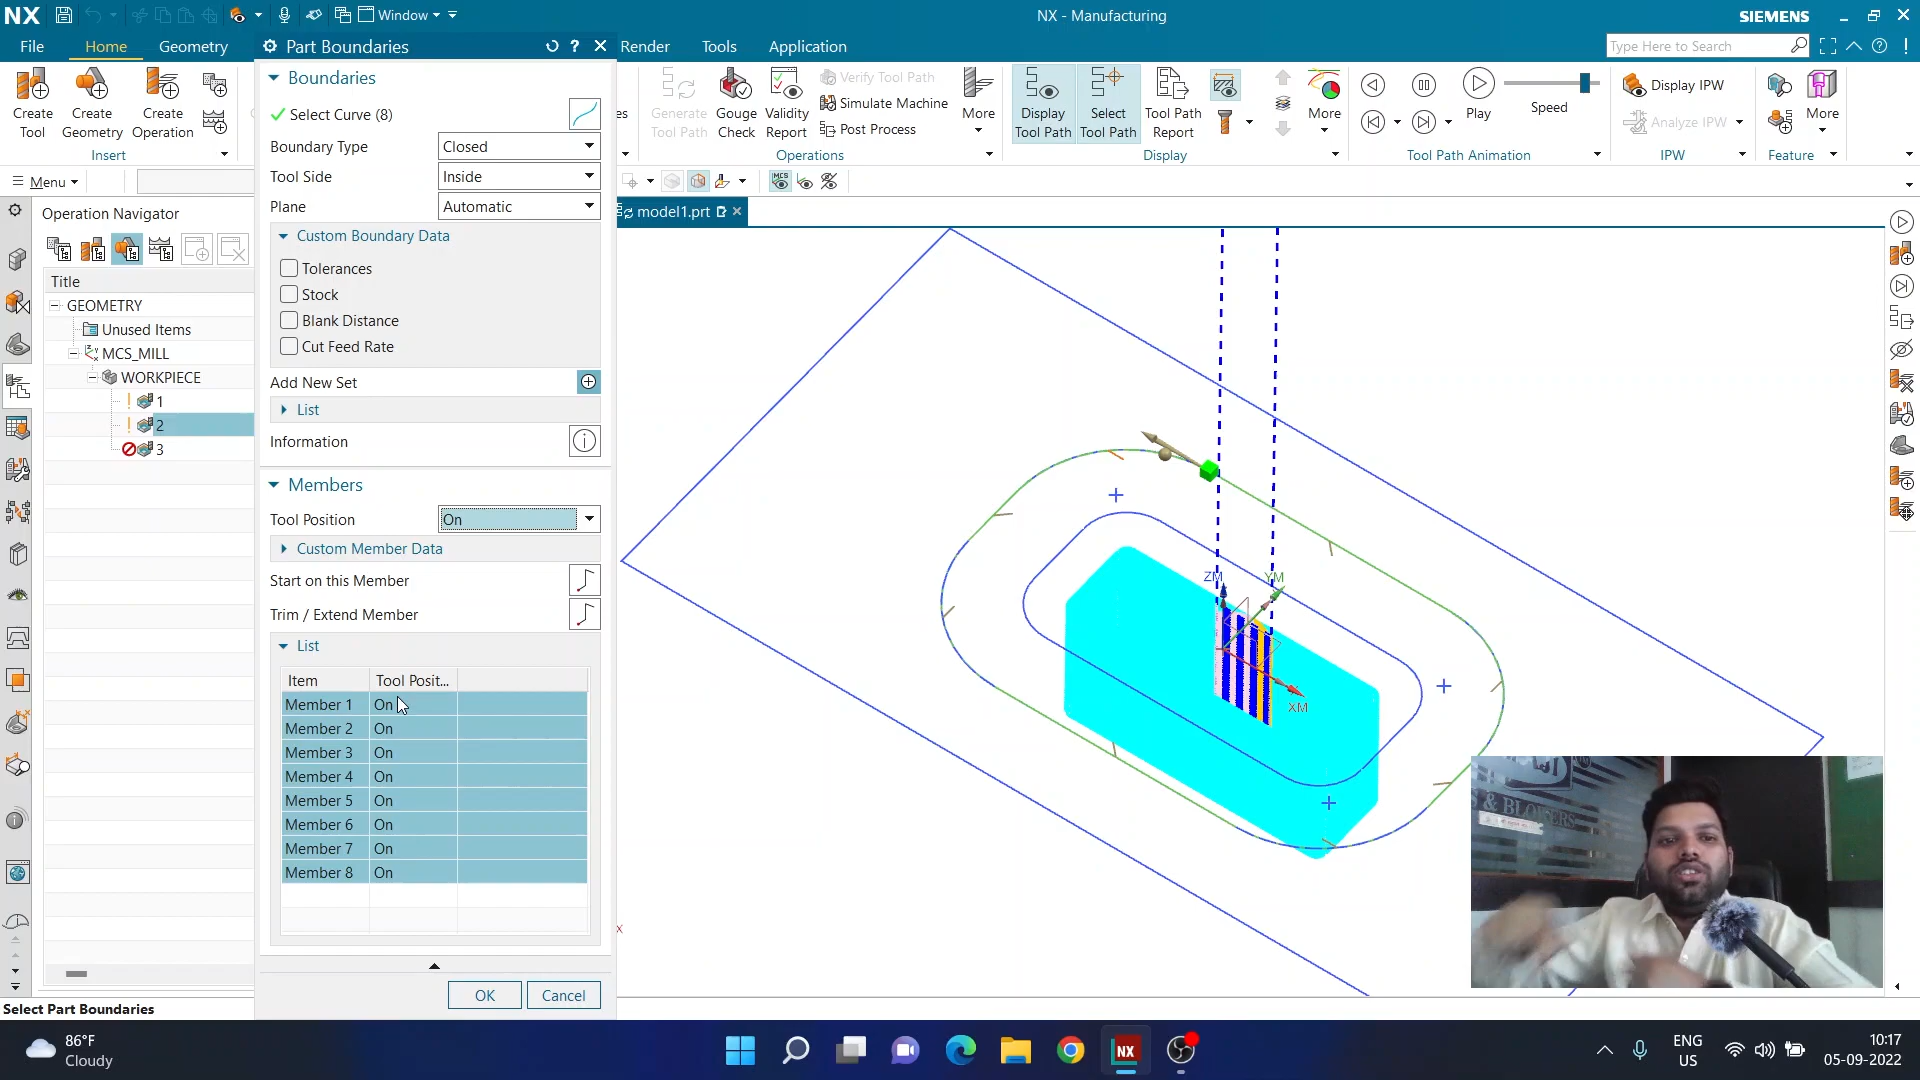 NX
Window
NX - Manufacturing
SIEMENS
File
Home
Geometry
Part Boundaries
Render
Tools
Application
Type Here to Search
Create Tool
Create Geometry
Create Operation
Insert
Boundaries
Select Curve (8)
Boundary Type
Closed
Tool Side
Inside
Plane
Automatic
Custom Boundary Data
Tolerances
Stock
Blank Distance
Cut Feed Rate
Add New Set
List
Information
Members
Tool Position
On
Custom Member Data
Start on this Member
Trim / Extend Member
List
Item
Tool Posit...
Member 1 On
Member 2 On
Member 3 On
Member 4 On
Member 5 On
Member 6 On
Member 7 On
Member 8 On
OK
Cancel
es
Generate Tool Path
Gouge Check
Validity Report
Verify Tool Path
Simulate Machine
Post Process
More
Operations
Display Tool Path
Select Tool Path
Tool Path Report
More
Display
Play
Speed
Tool Path Animation
Display IPW
Analyze IPW
IPW
More
Feature
Menu
MCS
model1.prt
Operation Navigator
Title
GEOMETRY
Unused Items
MCS_MILL
WORKPIECE
1
2
3
ZM
YM
XM
X
S & BLOKERS
Select Part Boundaries
86°F
Cloudy
NX
ENG
US
10:17
05-09-2022